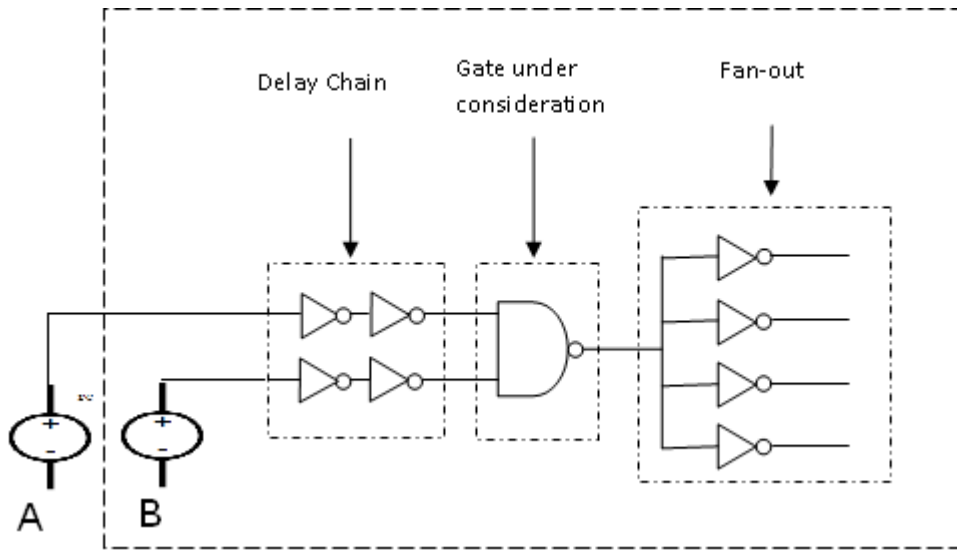 Delay Chain
Gate under
consideration
Fan-out
+
-
+
-
A
B